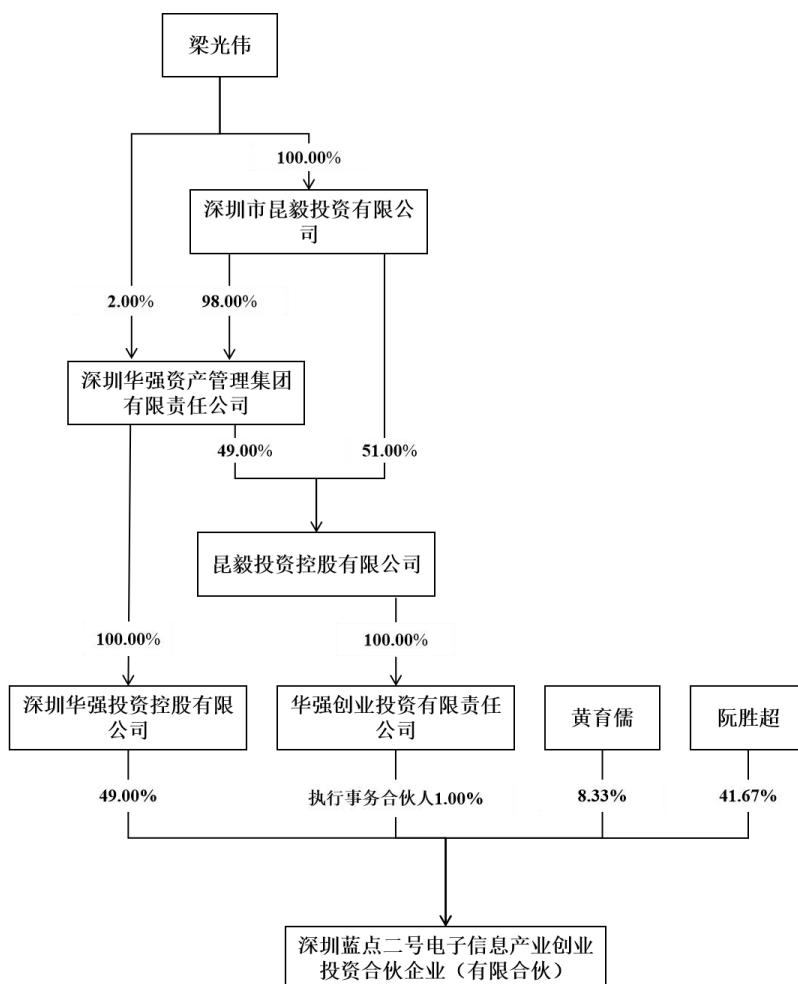 梁光伟
100.00%
深圳市昆毅投资有限公
司
2.00%
98.00%
深圳华强资产管理集团
有限责任公司
49.00%
51.00%
昆毅投资控股有限公司
100.00%
100.00%
深圳华强投资控股有限
公司
华强创业投资有限责任
公司
黄育儒
阮胜超
49.00%
执行事务合伙人1.00%
8.33%
41.67%
深圳蓝点二号电子信息产业创业
投资合伙企业（有限合伙）